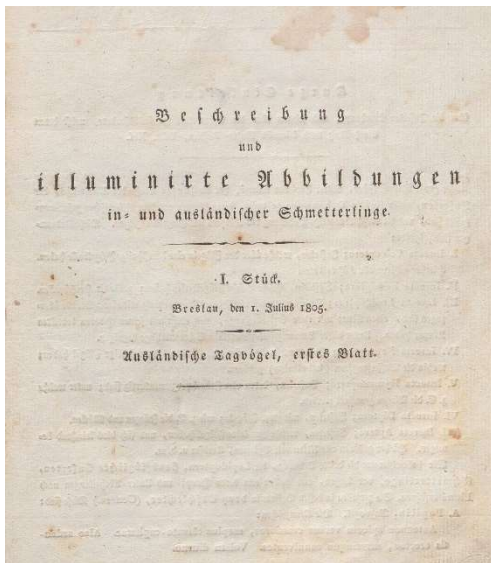 Beschreibung
und
illuminirte Abbildungen
in- und ausländischer Schmetterlinge.
I. Stück.
Breslau, den 1. Julius 1805.
Ausländische Tagvögel, erstes Blatt.